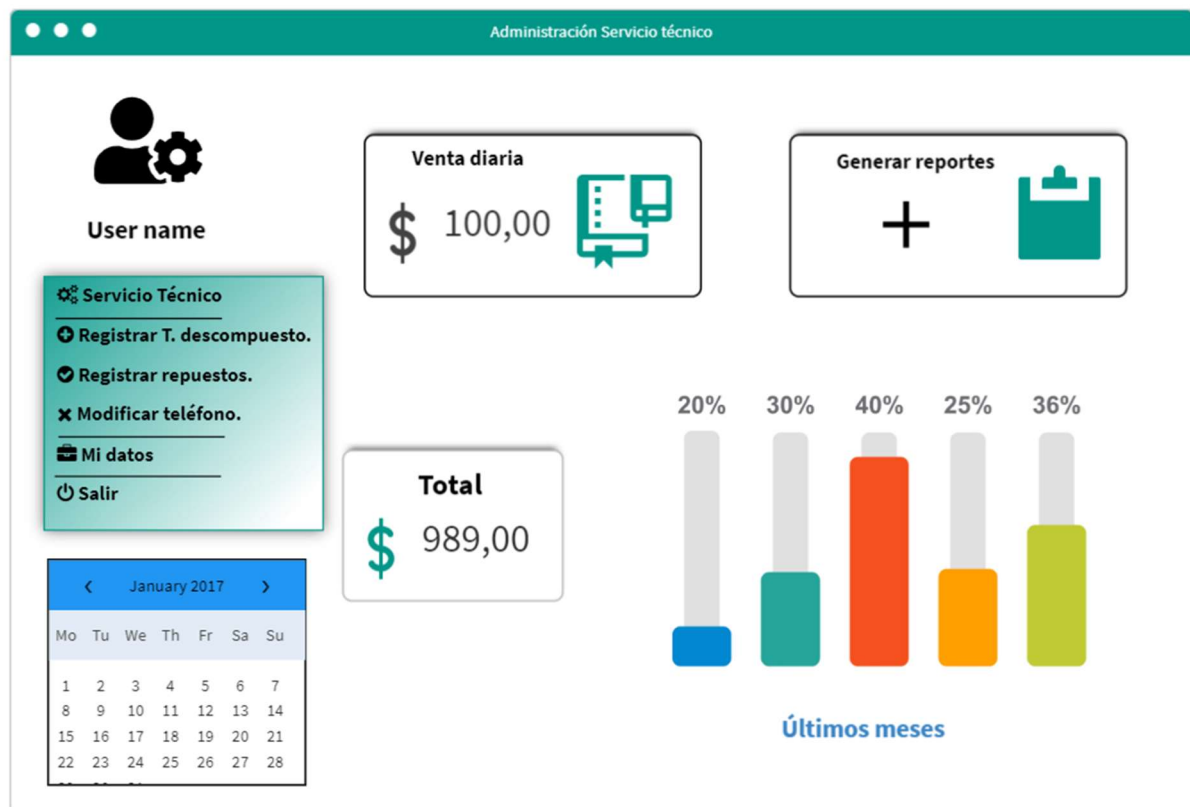 Administración Servicio técnico
User name
Venta diaria
$ 100,00
Generar reportes
Servicio Técnico
Registrar T. descompuesto.
Registrar repuestos.
Modificar teléfono.
Mi datos
Salir
Total
$ 989,00
20% 30% 40% 25% 36%
Últimos meses
January 2017
Mo Tu We Th Fr Sa Su
1 2 3 4 5 6 7
8 9 10 11 12 13 14
15 16 17 18 19 20 21
22 23 24 25 26 27 28